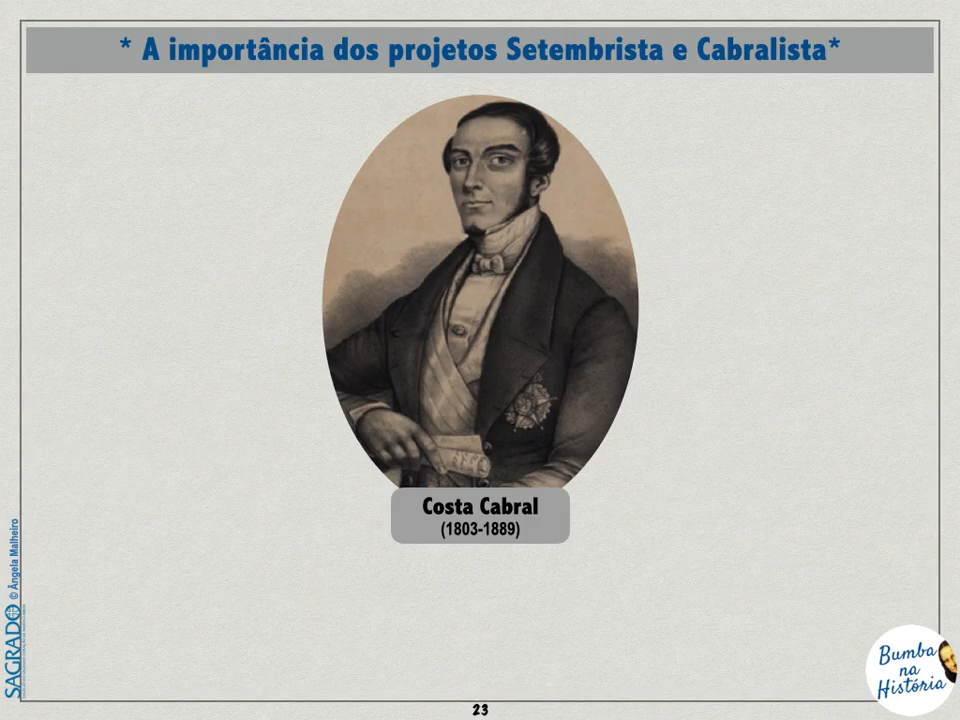 * A importância dos projetos Setembrista e Cabralista*
Costa Cabral
(1803-1889)
© Ângela Malheiro
SAGRADO
Bumba
na
História
23